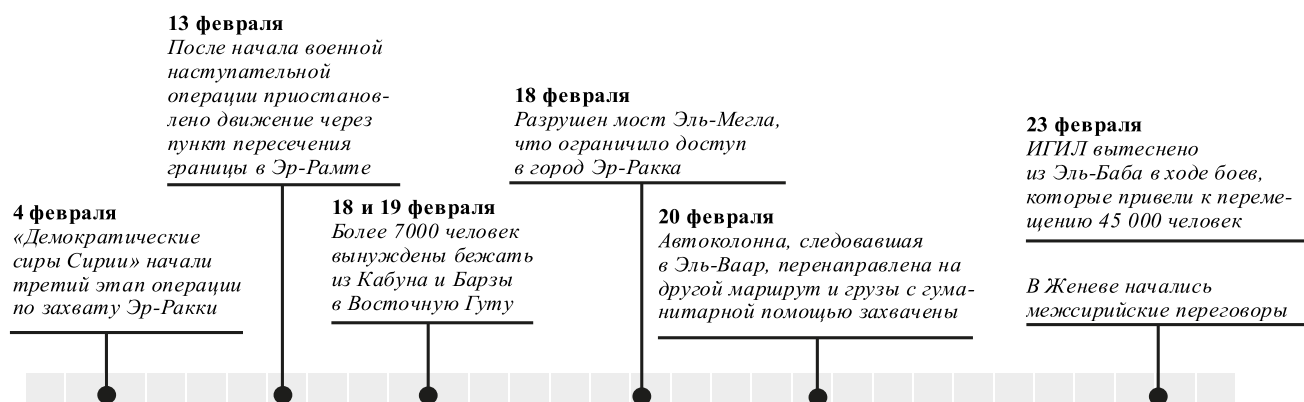 13 февраля
После начала военной
наступательной
операции приостанов-
лено движение через
пункт пересечения
границы в Эр-Рамте
18 февраля
Разрушен мост Эль-Мегла,
что ограничило доступ
в город Эр-Ракка
23 февраля
ИГИЛ вытеснено
из Эль-Баба в ходе боев,
которые привели к переме-
щению 45 000 человек
4 февраля
«Демократические
сиры Сирии» начали
третий этап операции
по захвату Эр-Ракки
18 и 19 февраля
Более 7000 человек
вынуждены бежать
из Кабуна и Барзы
в Восточную Гуту
20 февраля
Автоколонна, следовавшая
в Эль-Ваар, перенаправлена на
другой маршрут и грузы с гума-
нитарной помощью захвачены
В Женеве начались
межсирийские переговоры